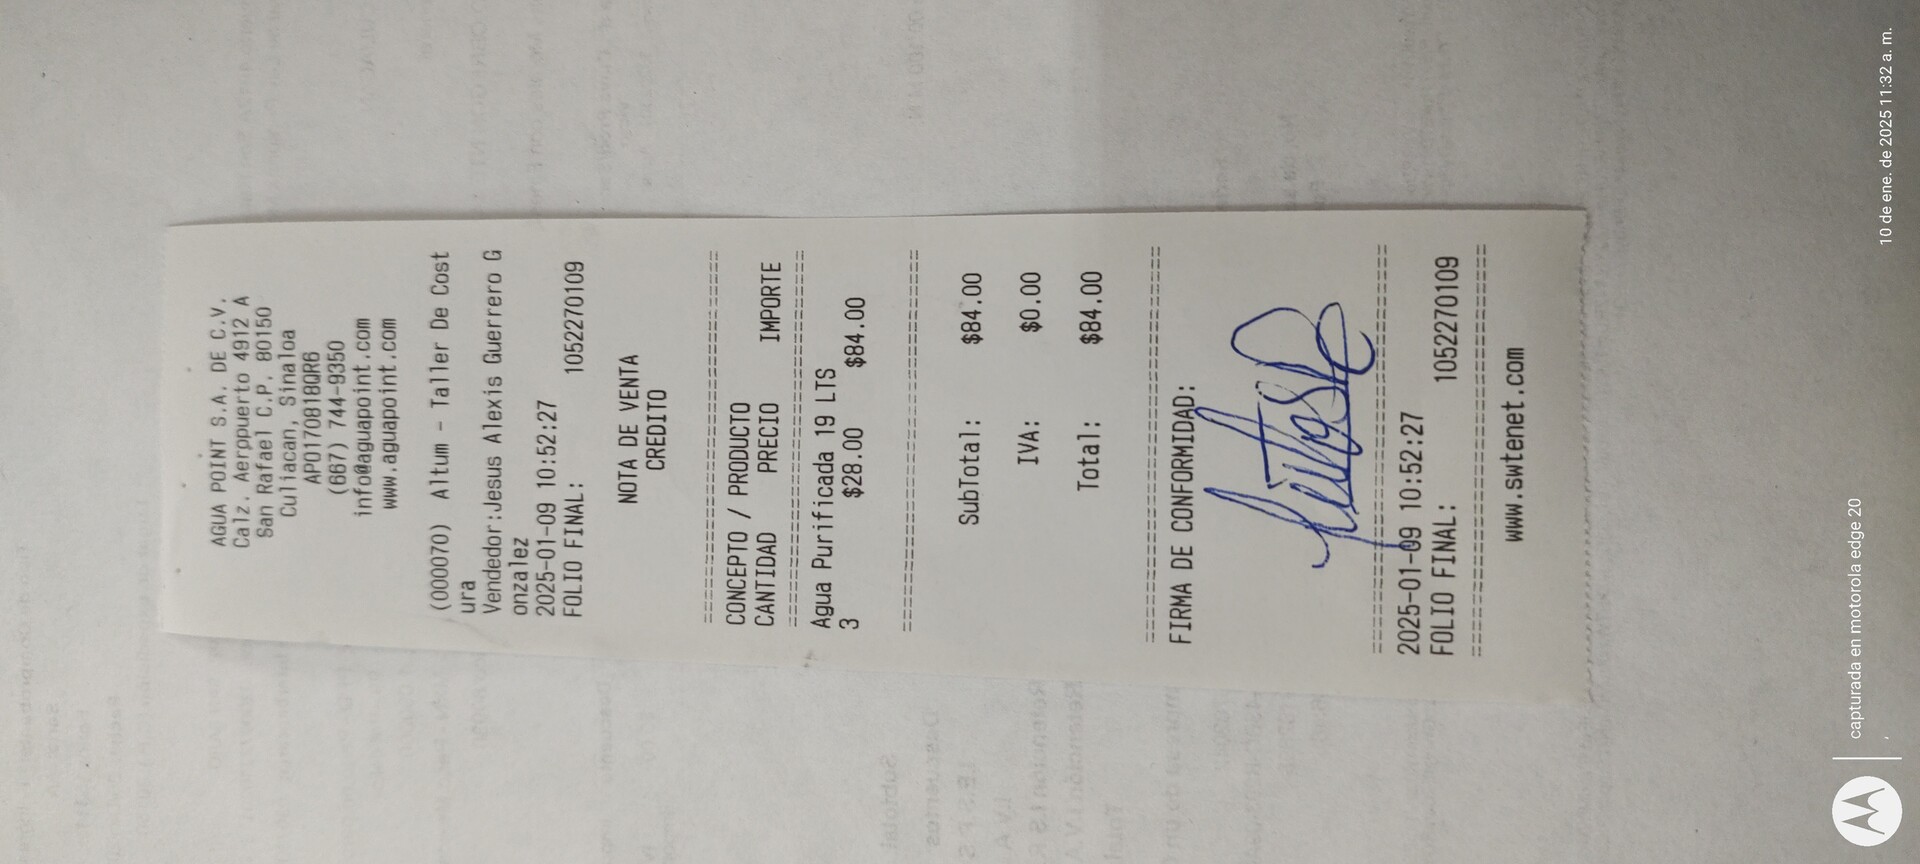 AGUA POINT S.A. DE C.V.
Calz. Aeropuerto 4912 A
San Rafael C.P. 80150
Culiacan, Sinaloa
APO170818QR6
(667) 744-9350
info@aguapoint.com
www.aguapoint.com
(000070) Altum - Taller De Cost
ura
Vendedor:Jesus Alexis Guerrero G
onzalez
2025-01-09 10:52:27
FOLIO FINAL: 1052270109
NOTA DE VENTA
CREDITO
CONCEPTO / PRODUCTO
CANTIDAD PRECIO IMPORTE
Agua Purificada 19 LTS
3 $28.00 $84.00
SubTotal: $84.00
IVA: $0.00
Total: $84.00
FIRMA DE CONFORMIDAD:
2025-01-09 10:52:27
FOLIO FINAL: 1052270109
www.swtenet.com
capturada en motorola edge 20
10 de ene. de 2025 11:32 a. m.